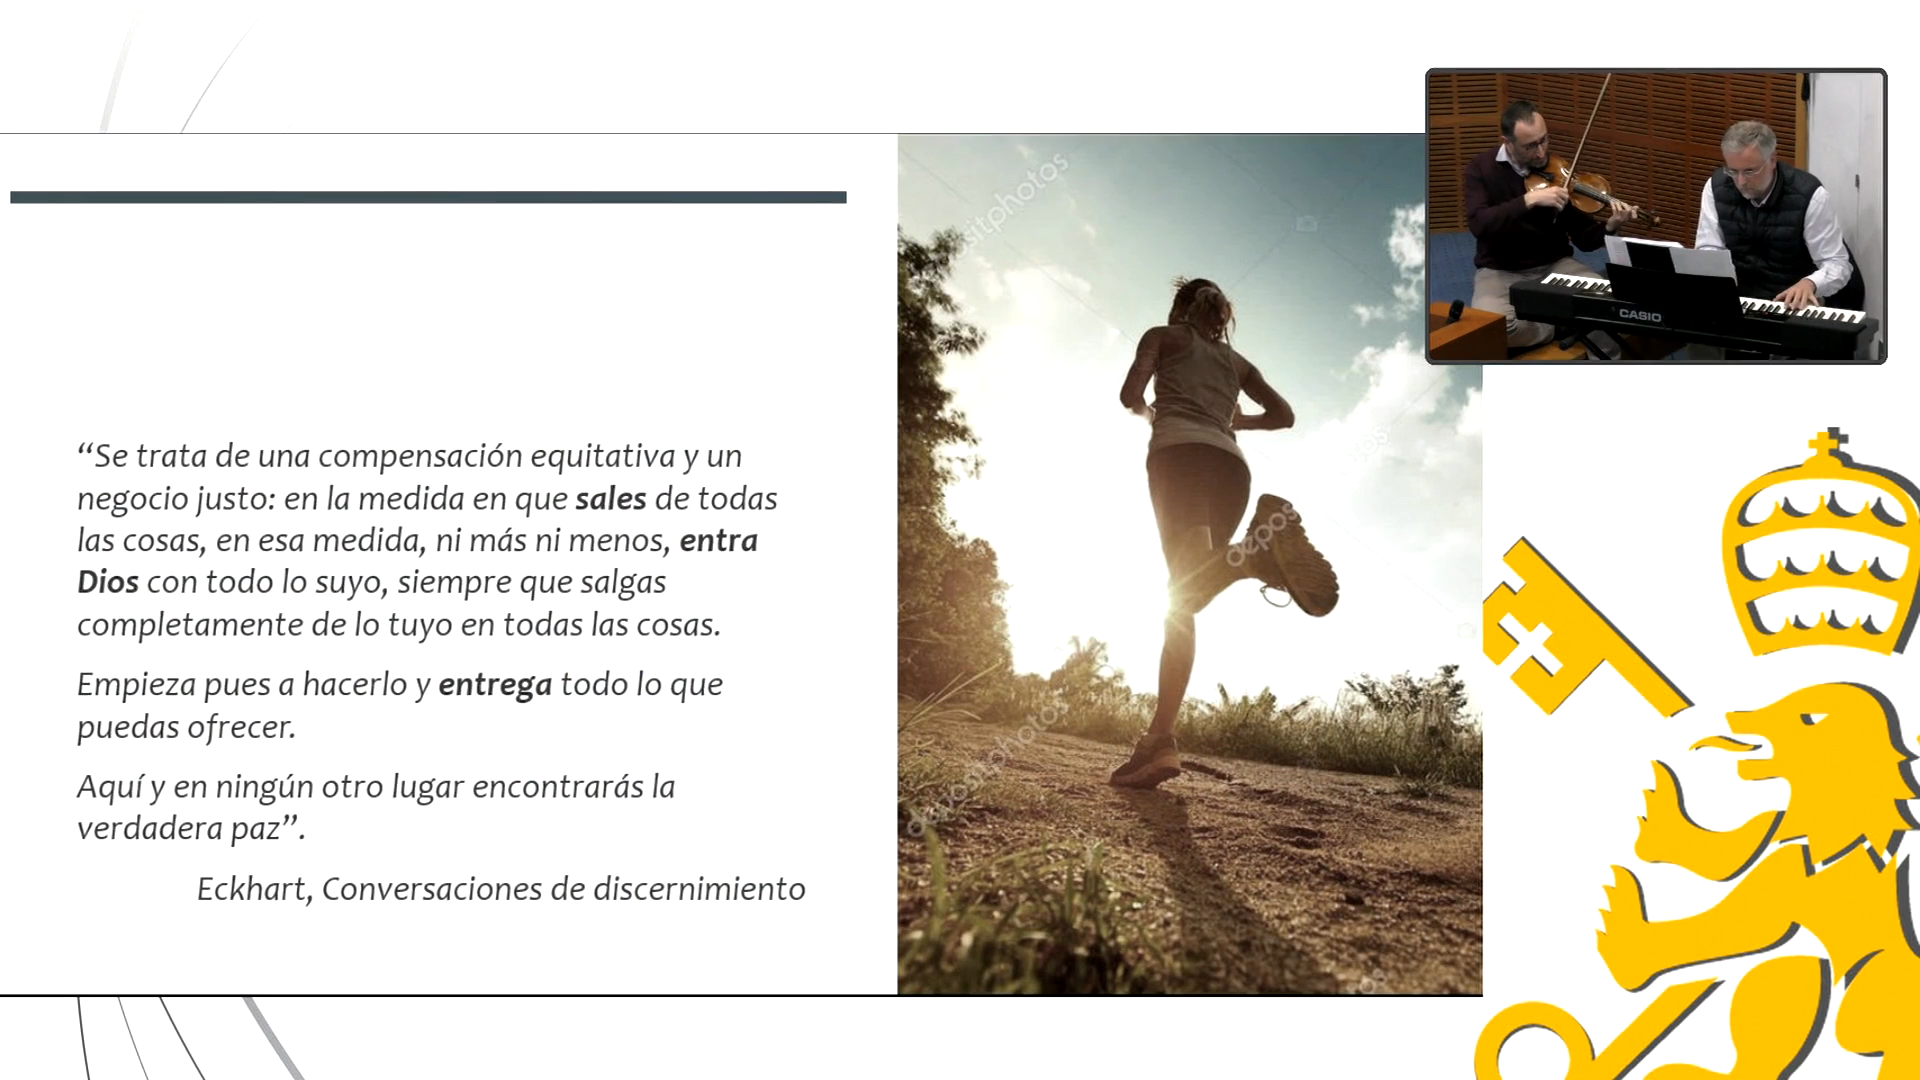 “Se trata de una compensación equitativa y un
negocio justo: en la medida en que sales de todas
las cosas, en esa medida, ni más ni menos, entra
Dios con todo lo suyo, siempre que salgas
completamente de lo tuyo en todas las cosas.
Empieza pues a hacerlo y entrega todo lo que
puedas ofrecer.
Aquí y en ningún otro lugar encontrarás la
verdadera paz”.
Eckhart, Conversaciones de discernimiento
sitphotos
depos
depositphotos
CASIO